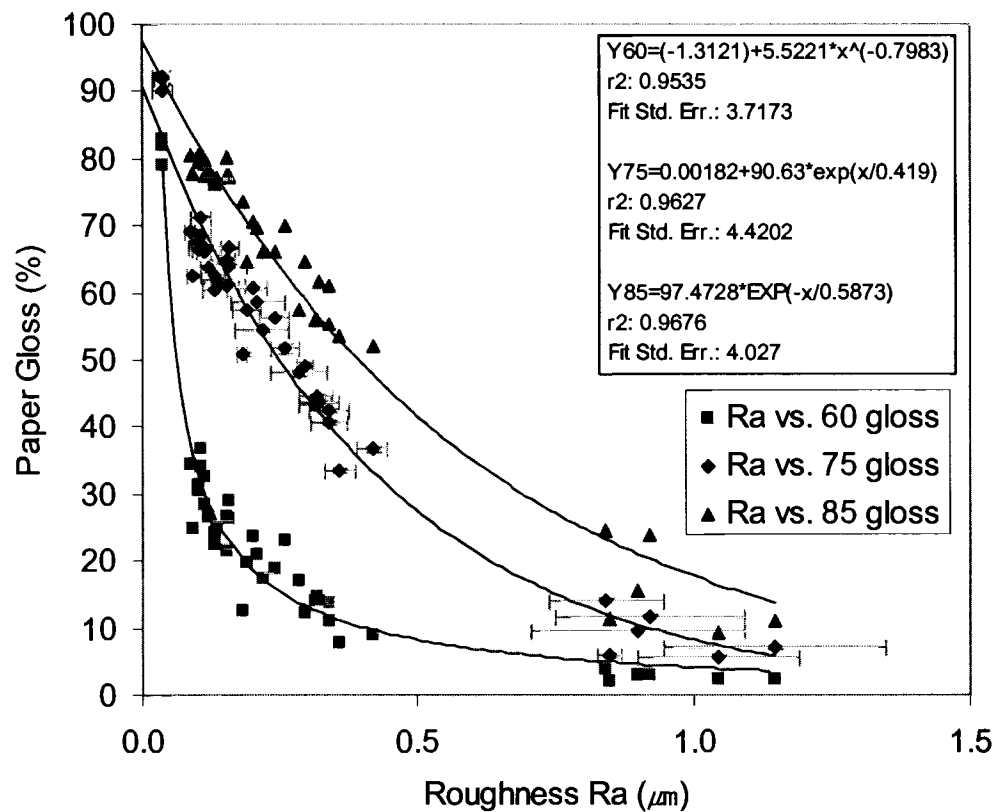 100
90
80
70
60
50
40
30
20
10
0
Paper Gloss (%)
Y60=(-1.3121)+5.5221*x^(-0.7983)
r2: 0.9535
Fit Std. Err.: 3.7173
Y75=0.00182+90.63*exp(x/0.419)
r2: 0.9627
Fit Std. Err.: 4.4202
Y85=97.4728*EXP(-x/0.5873)
r2: 0.9676
Fit Std. Err.: 4.027
Ra vs. 60 gloss
Ra vs. 75 gloss
Ra vs. 85 gloss
0.0 0.5 1.0 1.5
Roughness Ra (㎛)